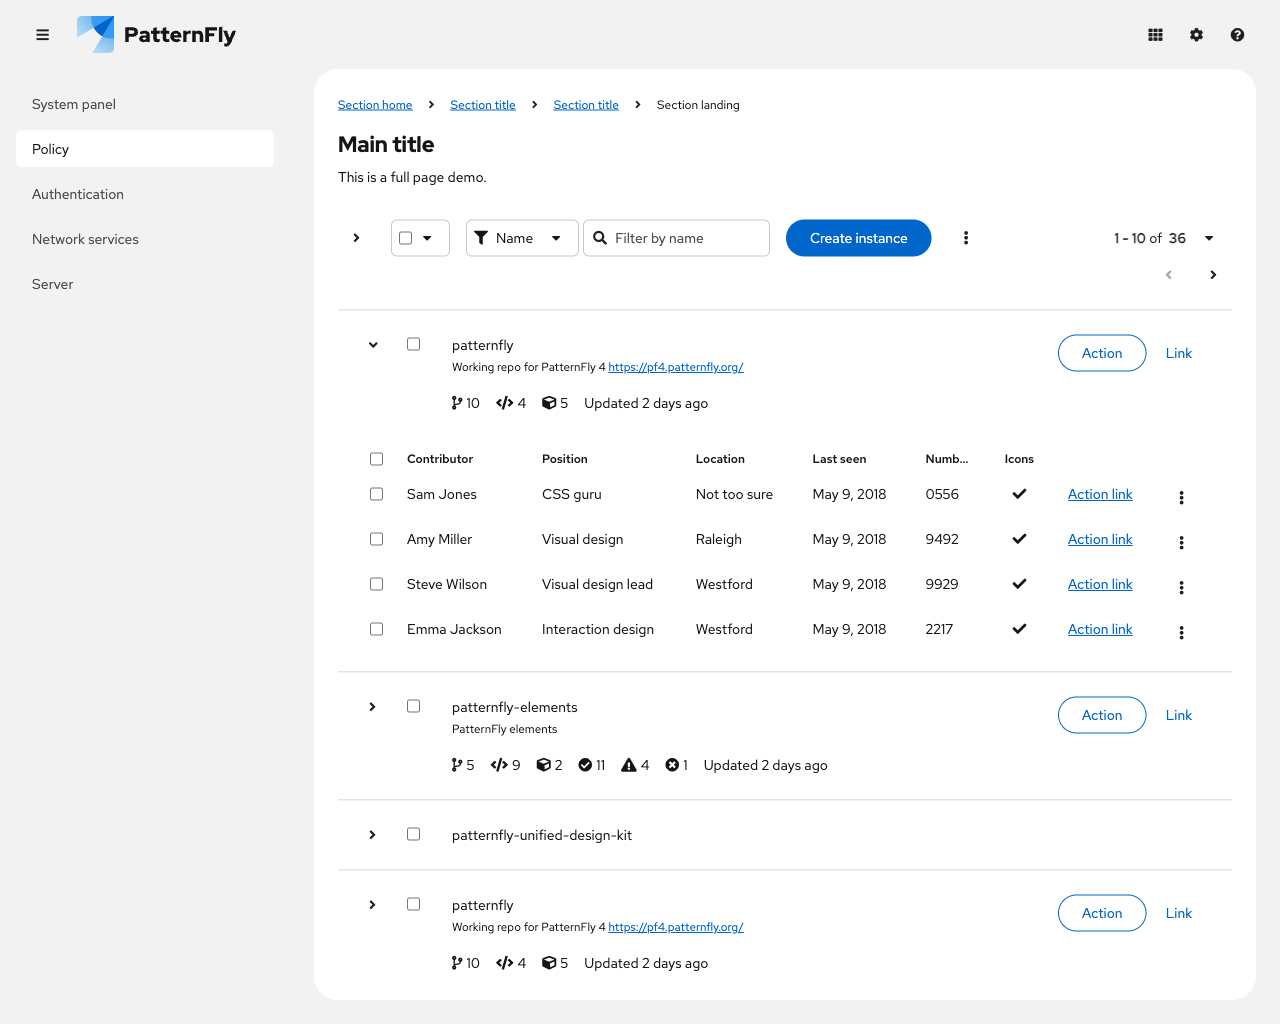 PatternFly
System panel
Policy
Authentication
Network services
Server
Section home Section title Section title Section landing
Main title
This is a full page demo.
Name Filter by name Create instance 1 - 10 of 36
patternfly Action Link
Working repo for PatternFly 4 https://pf4.patternfly.org/
10 4 5 Updated 2 days ago
Contributor Position Location Last seen Numb... Icons
Sam Jones CSS guru Not too sure May 9, 2018 0556 Action link
Amy Miller Visual design Raleigh May 9, 2018 9492 Action link
Steve Wilson Visual design lead Westford May 9, 2018 9929 Action link
Emma Jackson Interaction design Westford May 9, 2018 2217 Action link
patternfly-elements Action Link
PatternFly elements
5 9 2 11 4 1 Updated 2 days ago
patternfly-unified-design-kit
patternfly Action Link
Working repo for PatternFly 4 https://pf4.patternfly.org/
10 4 5 Updated 2 days ago